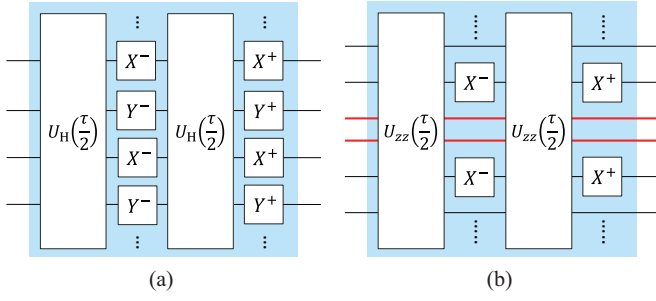 U_H(τ/2) X⁻ U_H(τ/2) X⁺
Y⁻ Y⁺
X⁻ X⁺
Y⁻ Y⁺
(a)
U_zz(τ/2) X⁻ U_zz(τ/2) X⁺
X⁻ X⁺
(b)